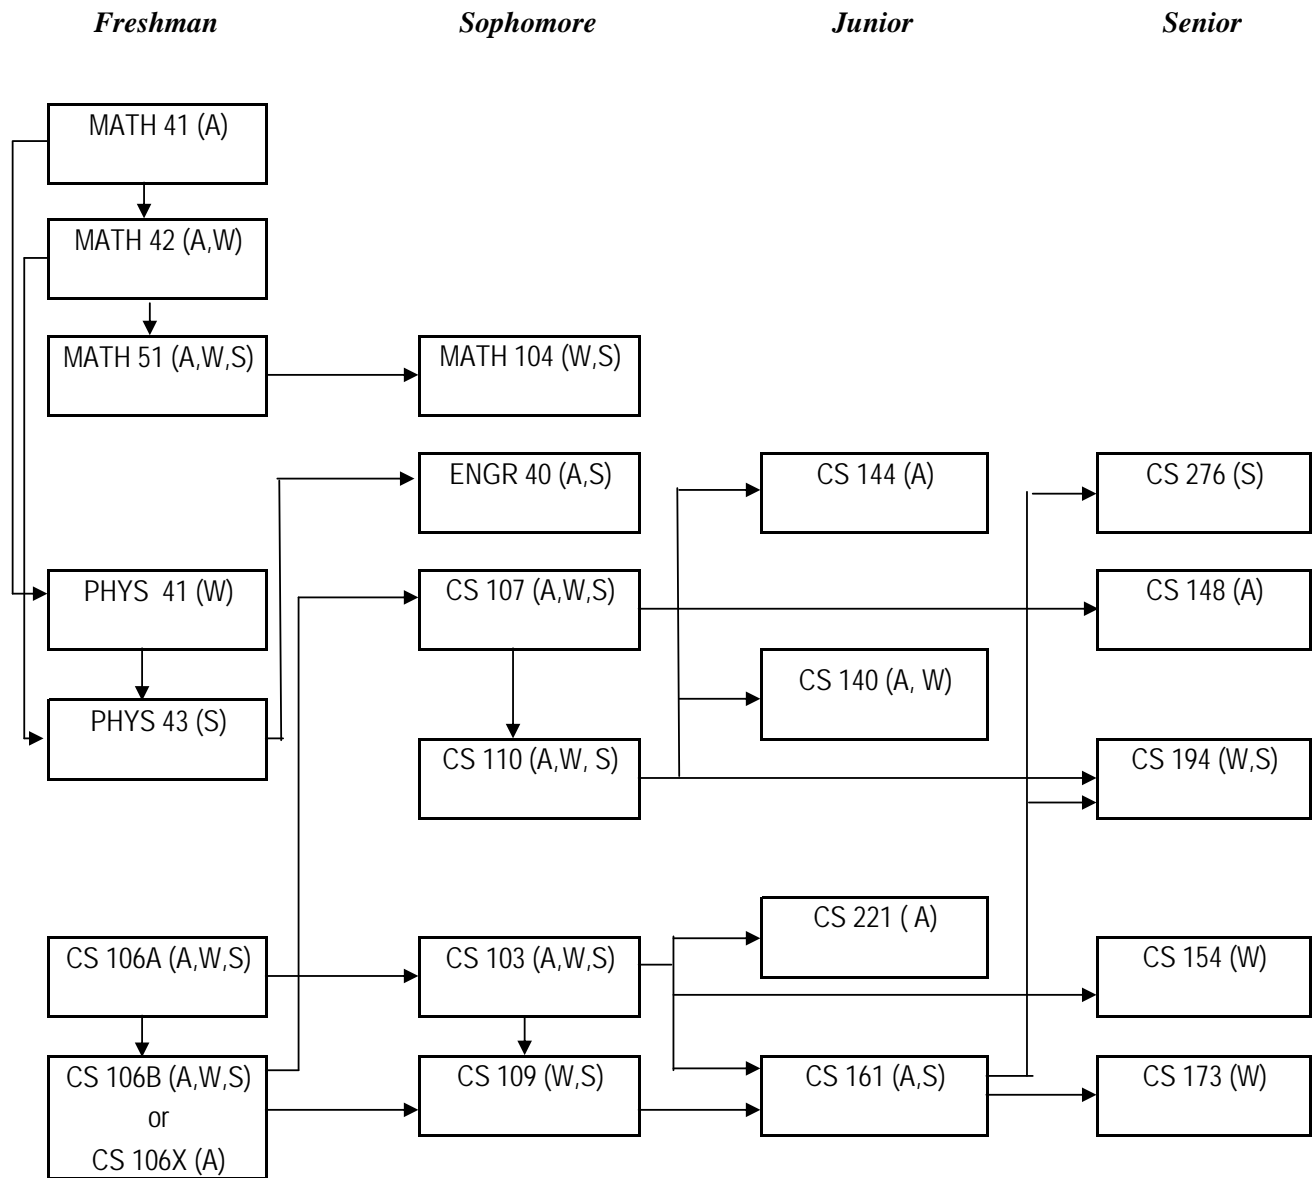 Freshman Sophomore Junior Senior
MATH 41 (A)
MATH 42 (A,W)
MATH 51 (A,W,S) MATH 104 (W,S)
ENGR 40 (A,S) CS 144 (A) CS 276 (S)
PHYS 41 (W) CS 107 (A,W,S) CS 148 (A)
CS 140 (A, W)
PHYS 43 (S)
CS 110 (A,W, S) CS 194 (W,S)
CS 221 ( A)
CS 106A (A,W,S) CS 103 (A,W,S) CS 154 (W)
CS 106B (A,W,S) CS 109 (W,S) CS 161 (A,S) CS 173 (W)
or
CS 106X (A)